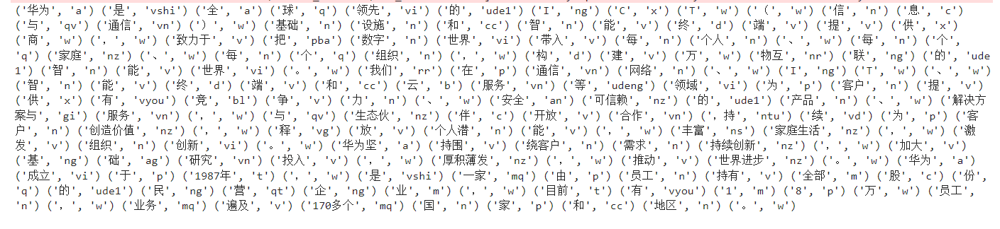 ('华为', 'a') ('是', 'vshi') ('全', 'a') ('球', 'q') ('领先', 'vi') ('的', 'ude1') ('I', 'ng') ('C', 'x') ('T', 'w') ('（', 'w') ('信', 'n') ('息', 'c')
('与', 'qv') ('通信', 'vn') ('）', 'w') ('基础', 'n') ('设施', 'n') ('和', 'cc') ('智', 'n') ('能', 'v') ('终', 'd') ('端', 'v') ('提', 'v') ('供', 'x')
('商', 'w') ('，', 'w') ('致力于', 'v') ('把', 'pba') ('数字', 'n') ('世界', 'vi') ('带入', 'v') ('每', 'n') ('个人', 'n') ('、', 'w') ('每', 'n') ('个',
'q') ('家庭', 'nz') ('、', 'w') ('每', 'n') ('个', 'q') ('组织', 'n') ('，', 'w') ('构', 'd') ('建', 'v') ('万', 'w') ('物互', 'nr') ('联', 'ng') ('的', 'ude
1') ('智', 'n') ('能', 'v') ('世界', 'vi') ('。', 'w') ('我们', 'rr') ('在', 'p') ('通信', 'vn') ('网络', 'n') ('、', 'w') ('I', 'ng') ('T', 'w') ('、', 'w')
('智', 'n') ('能', 'v') ('终', 'd') ('端', 'v') ('和', 'cc') ('云', 'b') ('服务', 'vn') ('等', 'udeng') ('领域', 'vi') ('为', 'p') ('客户', 'n') ('提', 'v')
('供', 'x') ('有', 'vyou') ('竞', 'bl') ('争', 'v') ('力', 'n') ('、', 'w') ('安全', 'an') ('可信赖', 'nz') ('的', 'ude1') ('产品', 'n') ('、', 'w') ('解决方
案与', 'gi') ('服务', 'vn') ('，', 'w') ('与', 'qv') ('生态伙', 'nz') ('伴', 'c') ('开放', 'v') ('合作', 'vn') ('，持', 'ntu') ('续', 'vd') ('为', 'p') ('客
户', 'n') ('创造价值', 'nz') ('，', 'w') ('释', 'vg') ('放', 'v') ('个人潜', 'n') ('能', 'v') ('，', 'w') ('丰富', 'ns') ('家庭生活', 'nz') ('，', 'w') ('激
发', 'v') ('组织', 'n') ('创新', 'vi') ('。', 'w') ('华为坚', 'a') ('持围', 'v') ('绕客户', 'n') ('需求', 'n') ('持续创新', 'nz') ('，', 'w') ('加大', 'v')
('基', 'ng') ('础', 'ag') ('研究', 'vn') ('投入', 'v') ('，', 'w') ('厚积薄发', 'nz') ('，', 'w') ('推动', 'v') ('世界进步', 'nz') ('。', 'w') ('华为', 'a')
('成立', 'vi') ('于', 'p') ('1987年', 't') ('，', 'w') ('是', 'vshi') ('一家', 'mq') ('由', 'p') ('员工', 'n') ('持有', 'v') ('全部', 'm') ('股', 'c') ('份',
'q') ('的', 'ude1') ('民', 'ng') ('营', 'qt') ('企', 'ng') ('业', 'm') ('，', 'w') ('目前', 't') ('有', 'vyou') ('1', 'm') ('8', 'p') ('万', 'w') ('员工',
'n') ('，', 'w') ('业务', 'mq') ('遍及', 'v') ('170多个', 'mq') ('国', 'n') ('家', 'p') ('和', 'cc') ('地区', 'n') ('。', 'w')